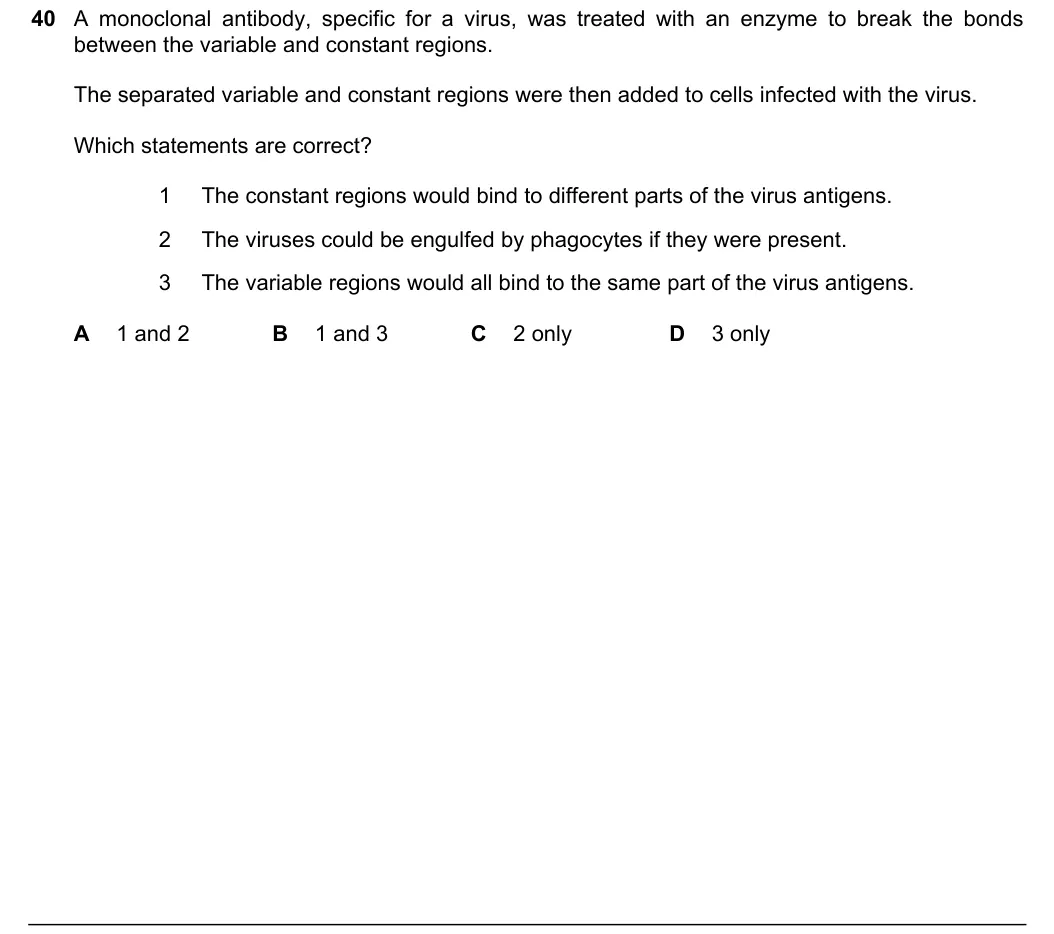 40 A monoclonal antibody, specific for a virus, was treated with an enzyme to break the bonds
between the variable and constant regions.
The separated variable and constant regions were then added to cells infected with the virus.
Which statements are correct?
1 The constant regions would bind to different parts of the virus antigens.
2 The viruses could be engulfed by phagocytes if they were present.
3 The variable regions would all bind to the same part of the virus antigens.
A 1 and 2 B 1 and 3 C 2 only D 3 only